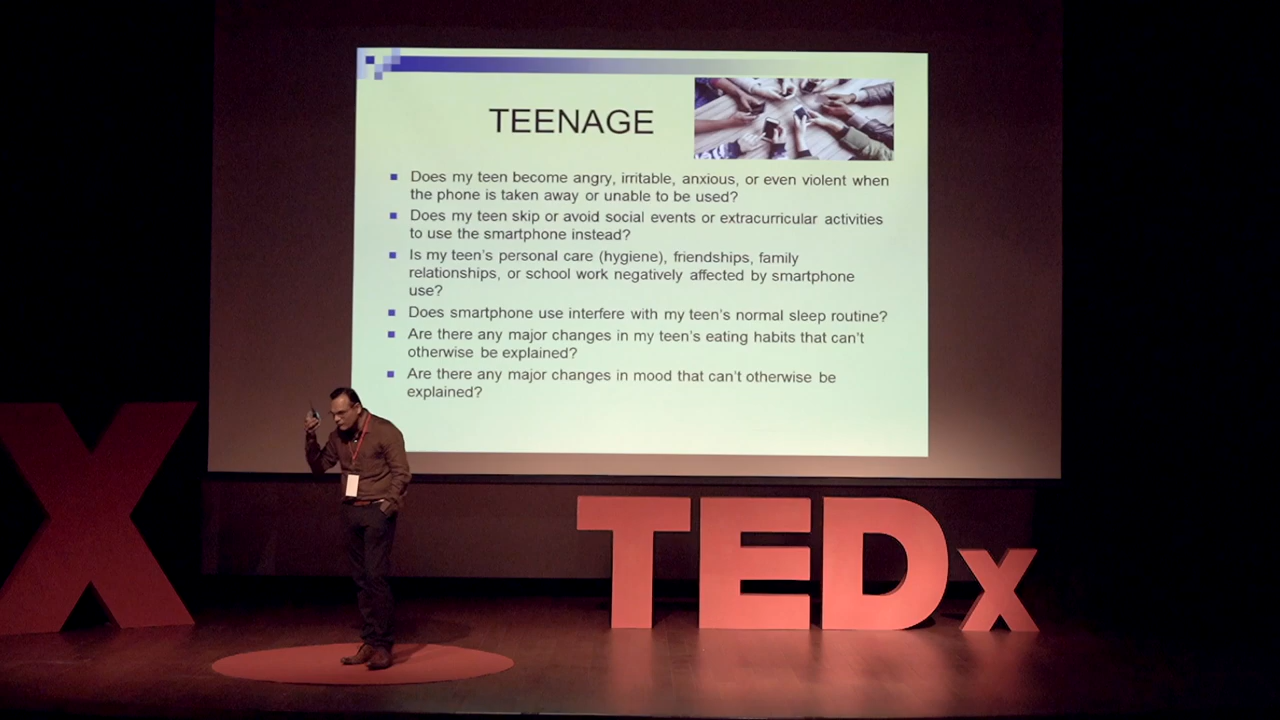 TEENAGE
Does my teen become angry, irritable, anxious, or even violent when
the phone is taken away or unable to be used?
Does my teen skip or avoid social events or extracurricular activities
to use the smartphone instead?
Is my teen's personal care (hygiene), friendships, family
relationships, or school work negatively affected by smartphone
use?
Does smartphone use interfere with my teen's normal sleep routine?
Are there any major changes in my teen's eating habits that can't
otherwise be explained?
Are there any major changes in mood that can't otherwise be
explained?
X
TEDx